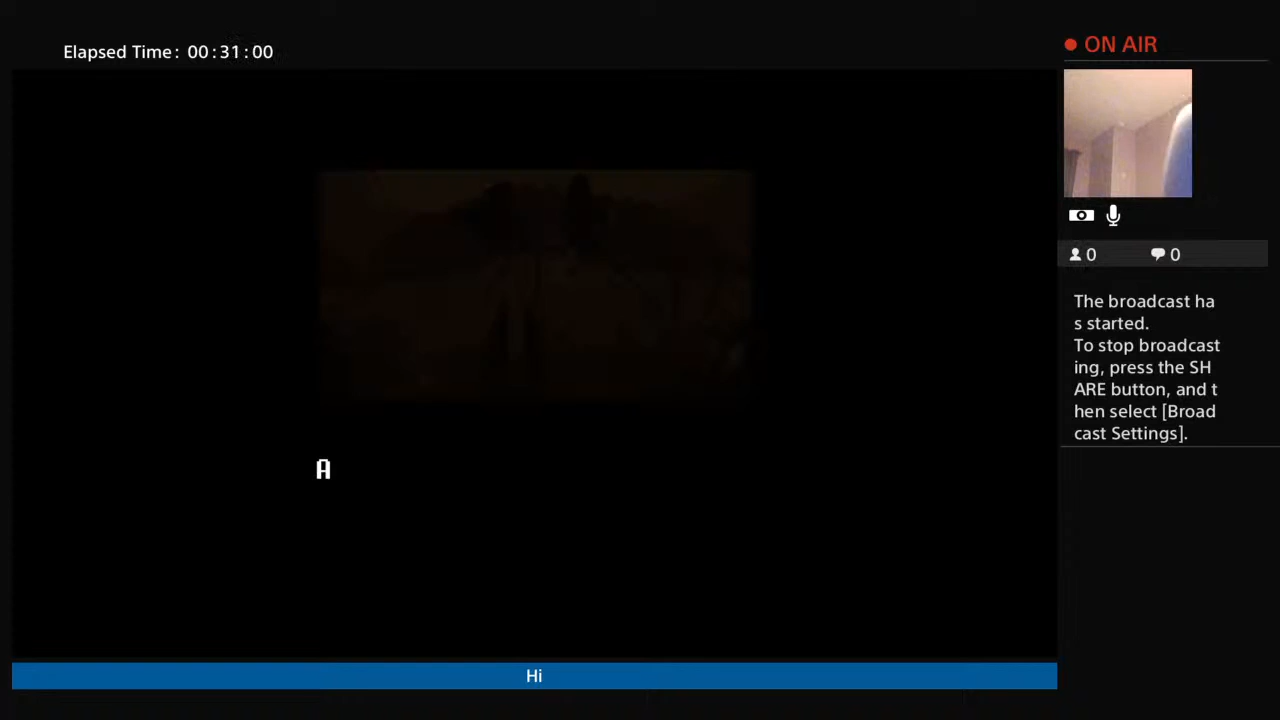 Elapsed Time: 00:31:00
ON AIR
0 0
The broadcast ha
s started.
To stop broadcast
ing, press the SH
ARE button, and t
hen select [Broad
cast Settings].
A
Hi